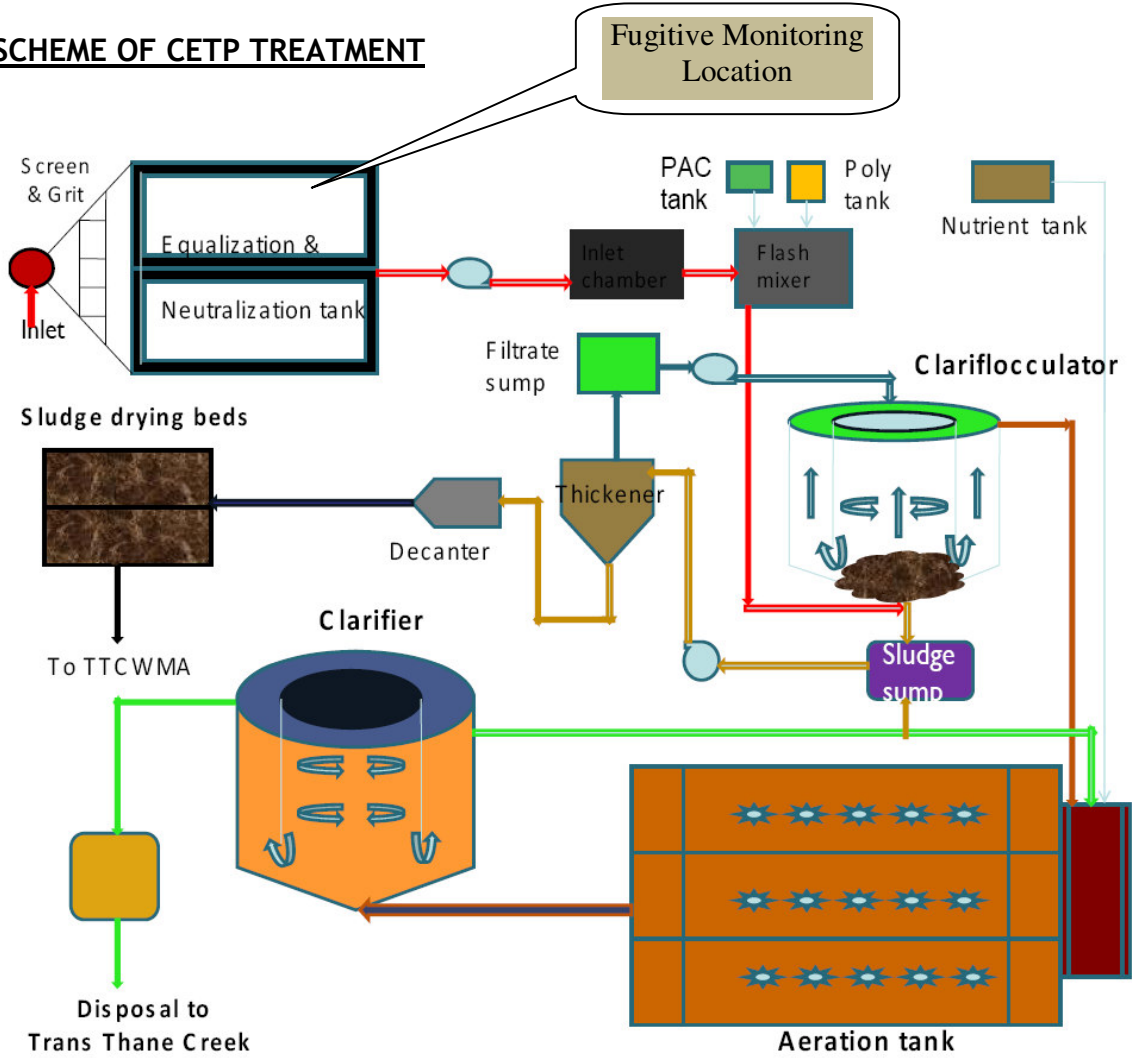 SCHEME OF CETP TREATMENT
Fugitive Monitoring
Location
Screen
& Grit
Inlet
Equalization &
Neutralization tank
Inlet
chamber
PAC
tank
Poly
tank
Flash
mixer
Nutrient tank
Filtrate
sump
Clariflocculator
Sludge drying beds
Thickener
Decanter
To TTCWMA
Clarifier
Sludge
sump
Disposal to
Trans Thane Creek
Aeration tank